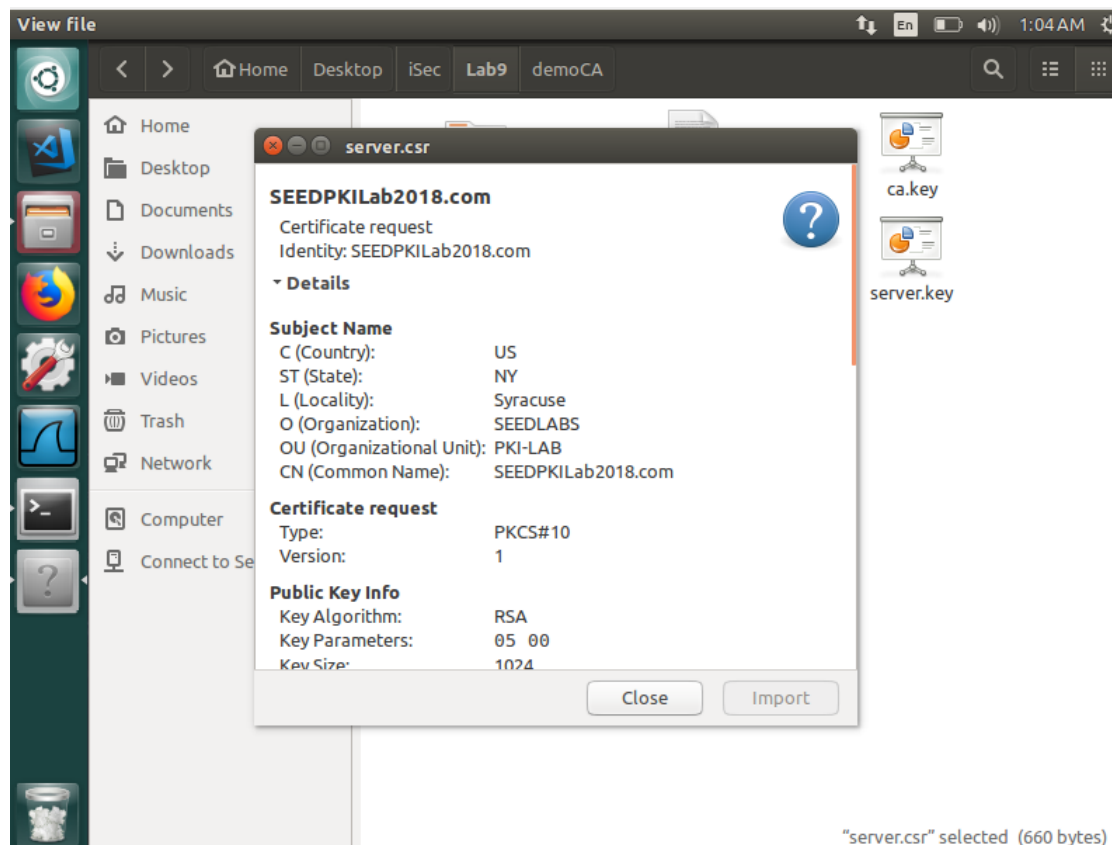 View file
En
1:04 AM
Home Desktop iSec Lab9 demoCA
Home
Desktop
Documents
Downloads
Music
Pictures
Videos
Trash
Network
Computer
Connect to Se
server.csr
SEEDPKILab2018.com
Certificate request
Identity: SEEDPKILab2018.com
Details
Subject Name
C (Country): US
ST (State): NY
L (Locality): Syracuse
O (Organization): SEEDLABS
OU (Organizational Unit): PKI-LAB
CN (Common Name): SEEDPKILab2018.com
Certificate request
Type: PKCS#10
Version: 1
Public Key Info
Key Algorithm: RSA
Key Parameters: 05 00
Key Size: 1024
Close Import
ca.key
server.key
"server.csr" selected (660 bytes)